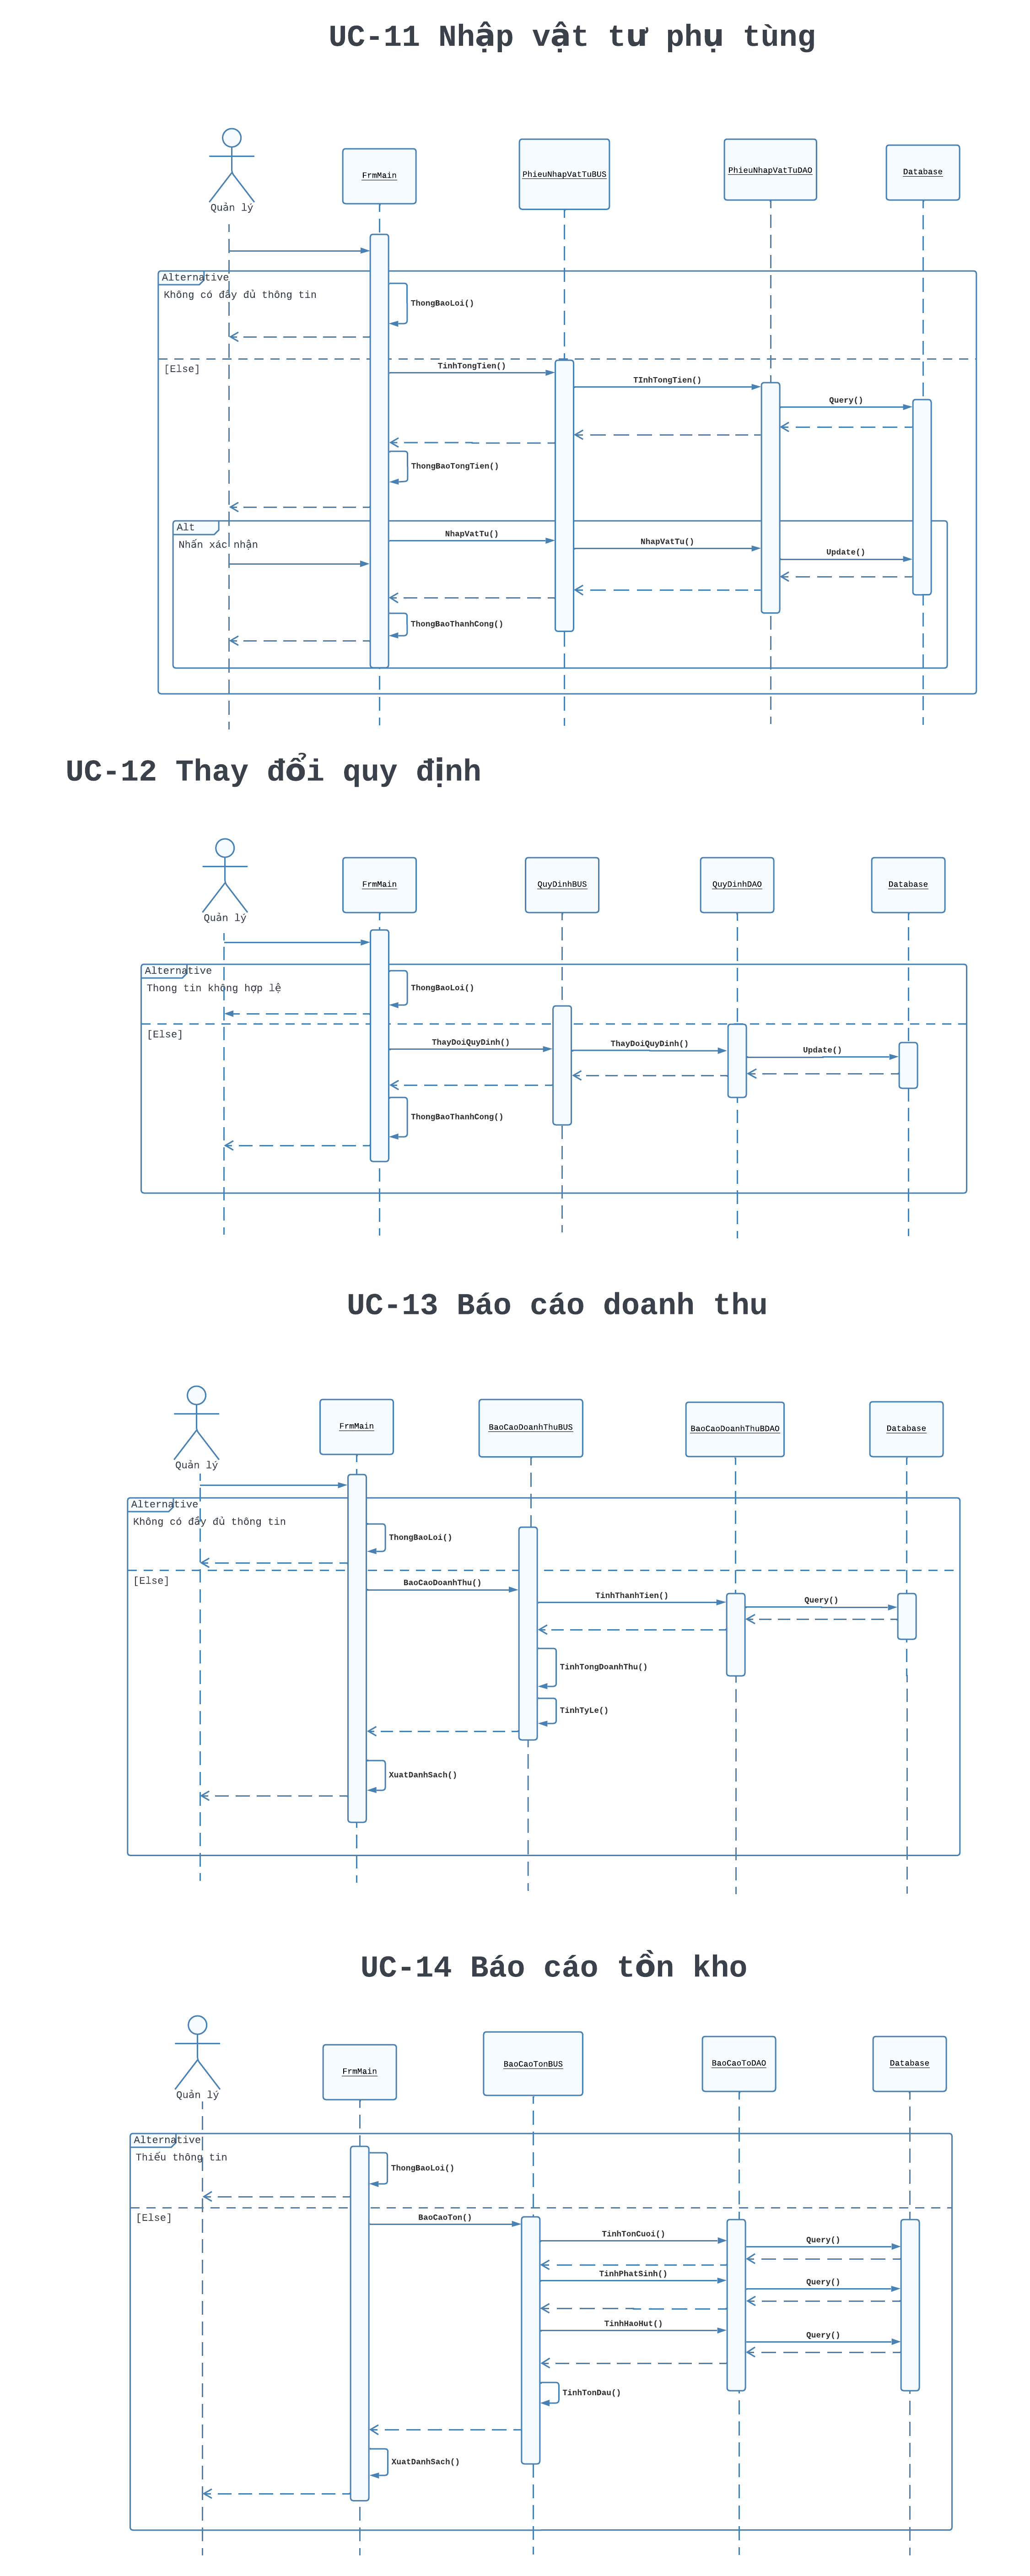 UC-11 Nhập vật tư phụ tùng
Quản lý
FrmMain
PhieuNhapVatTuBUS
PhieuNhapVatTuDAO
Database
Alternative
Không có đầy đủ thông tin
ThongBaoLoi()
[Else]
TinhTongTien()
TInhTongTien()
Query()
ThongBaoTongTien()
Alt
Nhấn xác nhận
NhapVatTu()
NhapVatTu()
Update()
ThongBaoThanhCong()
UC-12 Thay đổi quy định
Quản lý
FrmMain
QuyDinhBUS
QuyDinhDAO
Database
Alternative
Thong tin không hợp lệ
ThongBaoLoi()
[Else]
ThayDoiQuyDinh()
ThayDoiQuyDinh()
Update()
ThongBaoThanhCong()
UC-13 Báo cáo doanh thu
Quản lý
FrmMain
BaoCaoDoanhThuBUS
BaoCaoDoanhThuBDAO
Database
Alternative
Không có đầy đủ thông tin
ThongBaoLoi()
[Else]
BaoCaoDoanhThu()
TinhThanhTien()
Query()
TinhTongDoanhThu()
TinhTyLe()
XuatDanhSach()
UC-14 Báo cáo tồn kho
Quản lý
FrmMain
BaoCaoTonBUS
BaoCaoToDAO
Database
Alternative
Thiếu thông tin
ThongBaoLoi()
[Else]
BaoCaoTon()
TinhTonCuoi()
Query()
TinhPhatSinh()
Query()
TinhHaoHut()
Query()
TinhTonDau()
XuatDanhSach()